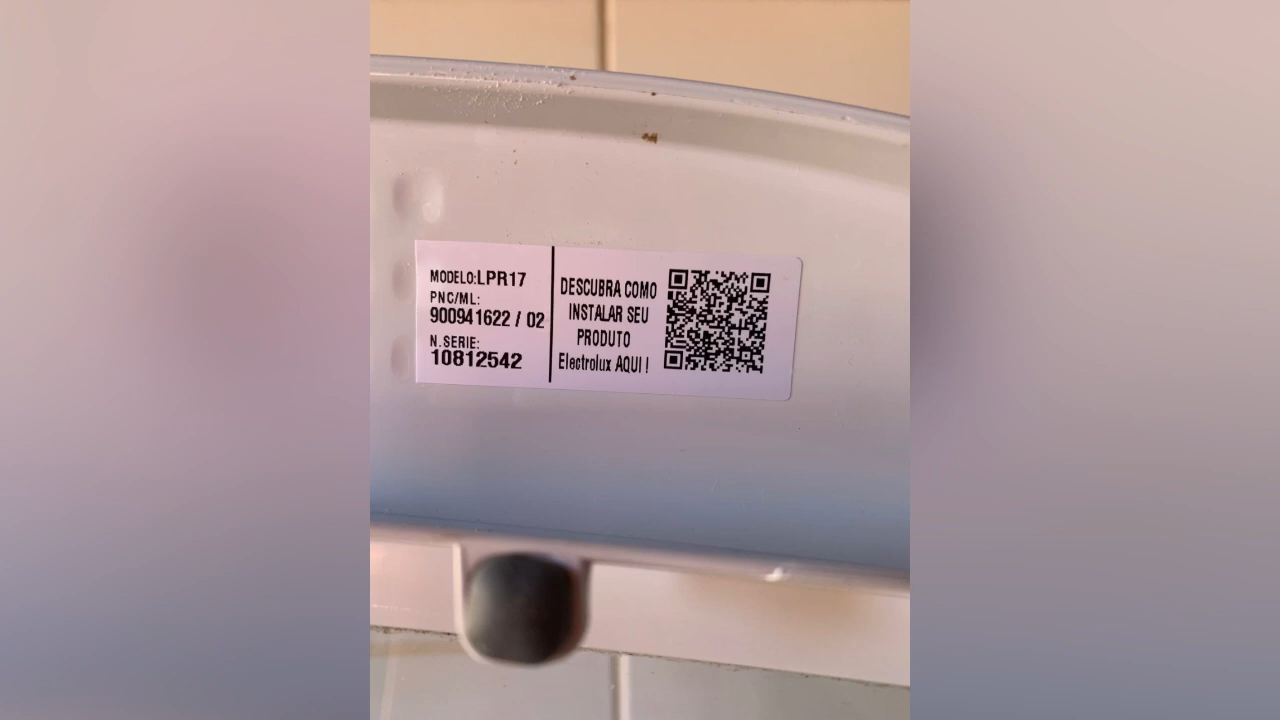 MODELO:LPR17
PNC/ML:
900941622 / 02
N.SERIE:
10812542
DESCUBRA COMO
INSTALAR SEU
PRODUTO
Electrolux AQUI !